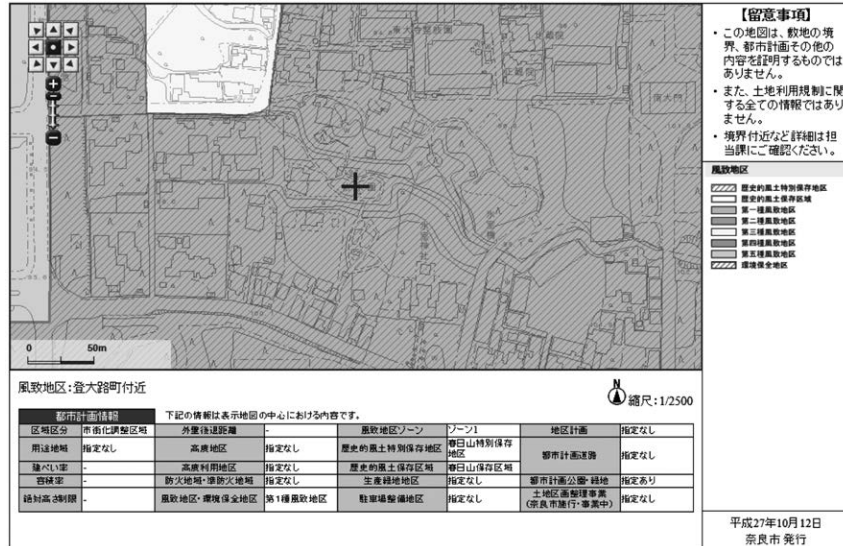 【留意事項】
・この地図は、敷地の境
界、都市計画その他の
内容を証明するものでは
ありません。
・また、土地利用規制に関
する全ての情報ではあり
ません。
・境界付近など詳細は担
当課にご確認ください。
風致地区
歴史的風土特別保存地区
歴史的風土保存区域
第一種風致地区
第二種風致地区
第三種風致地区
第四種風致地区
第五種風致地区
環境保全地区
南大門
0 50m
風致地区:登大路町付近
N
縮尺:1/2500
都市計画情報 下記の情報は表示地図の中心における内容です。
区域区分 市街化調整区域 外壁後退距離 - 風致地区ゾーン ゾーン1 地区計画 指定なし
用途地域 指定なし 高度地区 指定なし 歴史的風土特別保存地区 春日山特別保存地区 都市計画道路 指定なし
建ぺい率 - 高度利用地区 指定なし 歴史的風土保存区域 春日山保存区域
容積率 - 防火地域・準防火地域 指定なし 生産緑地地区 指定なし 都市計画公園・緑地 指定あり
絶対高さ制限 - 風致地区・環境保全地区 第1種風致地区 駐車場整備地区 指定なし 土地区画整理事業(奈良市施行・事業中) 指定なし
平成27年10月12日
奈良市 発行